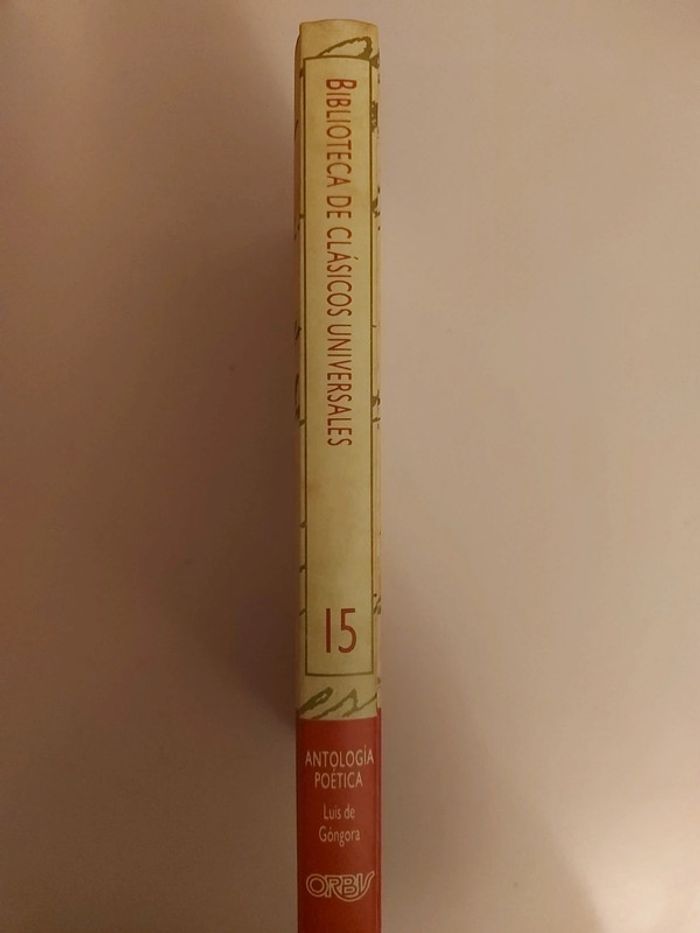 BIBLIOTECA DE CLÁSICOS UNIVERSALES
15
ANTOLOGÍA
POÉTICA
Luis de
Góngora
ORBIS